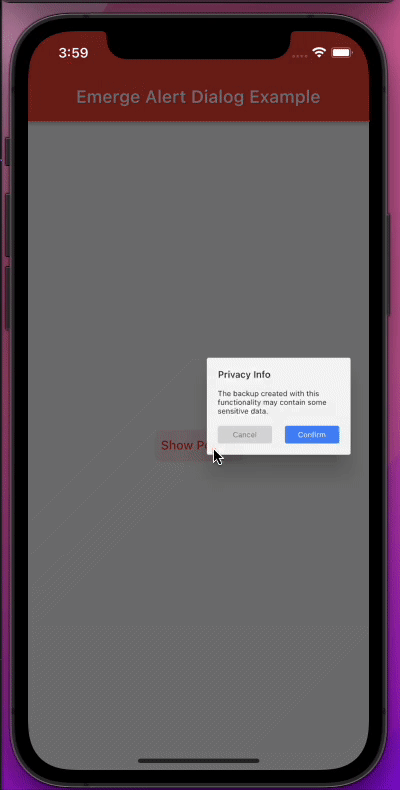 3:59
Emerge Alert Dialog Example
Privacy Info
The backup created with this
functionality may contain some
sensitive data.
Cancel
Confirm
Show